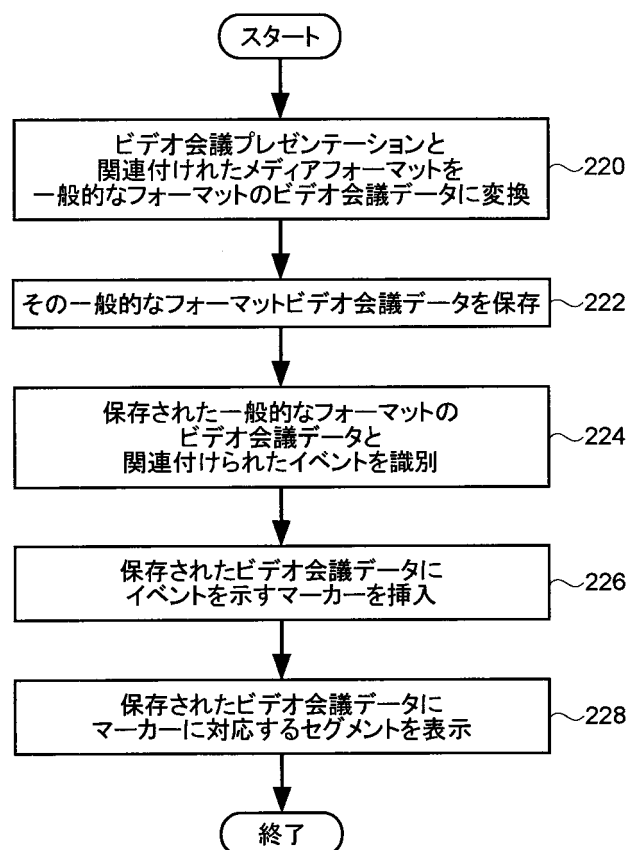 スタート
ビデオ会議プレゼンテーションと
関連付けれたメディアフォーマットを
一般的なフォーマットのビデオ会議データに変換
220
その一般的なフォーマットビデオ会議データを保存
222
保存された一般的なフォーマットの
ビデオ会議データと
関連付けられたイベントを識別
224
保存されたビデオ会議データに
イベントを示すマーカーを挿入
226
保存されたビデオ会議データに
マーカーに対応するセグメントを表示
228
終了